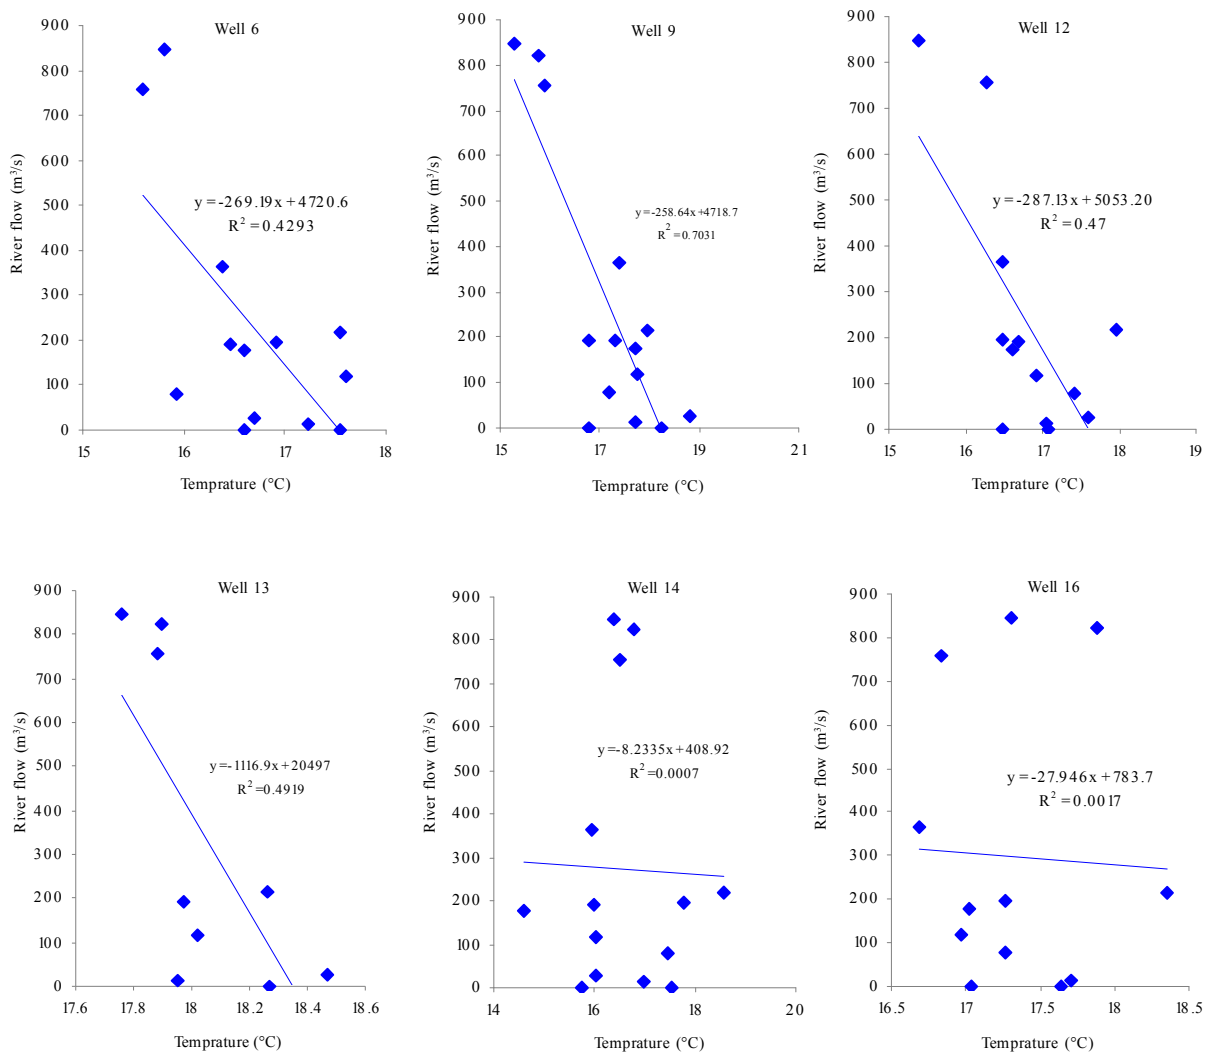 Well 6
900
800
700
600
500
400
300
200
100
0
River flow (m³/s)
y = -269.19x + 4720.6
R² = 0.4293
15 16 17 18
Temprature (°C)
Well 9
900
800
700
600
500
400
300
200
100
0
River flow (m³/s)
y = -258.64x +4718.7
R² = 0.7031
15 17 19 21
Temprature (°C)
Well 12
900
800
700
600
500
400
300
200
100
0
River flow (m³/s)
y = -287.13x + 5053.20
R² = 0.47
15 16 17 18 19
Temprature (°C)
Well 13
900
800
700
600
500
400
300
200
100
0
River flow (m³/s)
y = -1116.9x + 20497
R² = 0.4919
17.6 17.8 18 18.2 18.4 18.6
Temprature (°C)
Well 14
900
800
700
600
500
400
300
200
100
0
River flow (m³/s)
y = -8.2335x + 408.92
R² = 0.0007
14 16 18 20
Temprature (°C)
Well 16
900
800
700
600
500
400
300
200
100
0
River flow (m³/s)
y = -27.946x + 783.7
R² = 0.0017
16.5 17 17.5 18 18.5
Temprature (°C)